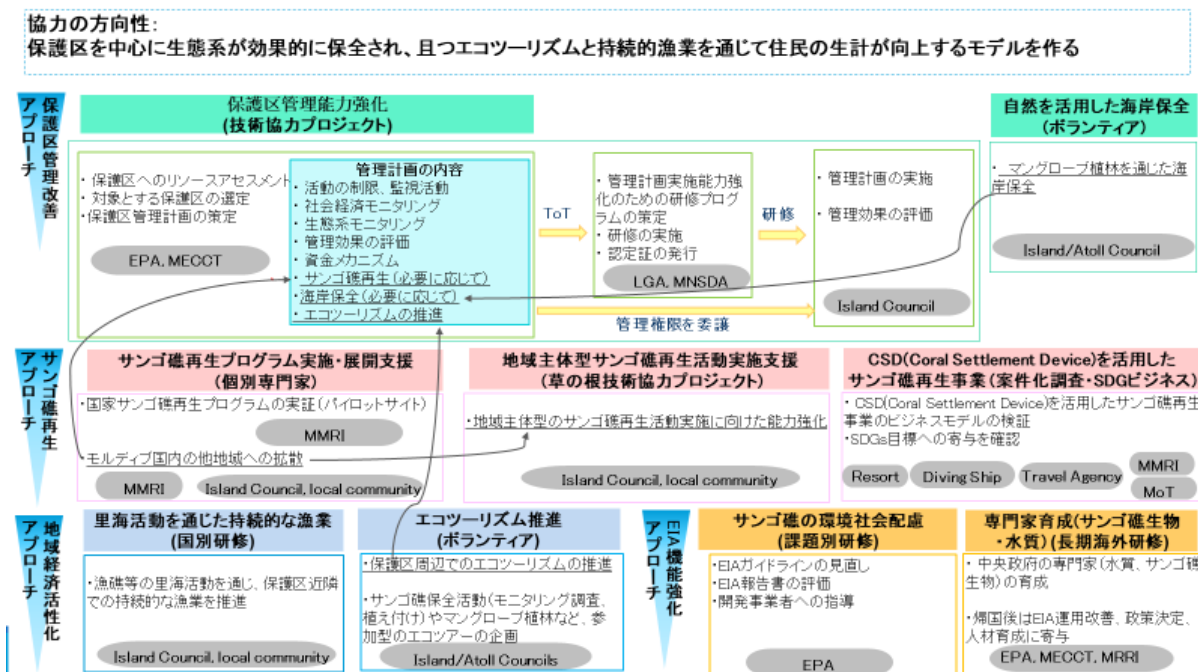 協力の方向性:
保護区を中心に生態系が効果的に保全され、且つエコツーリズムと持続的漁業を通じて住民の生計が向上するモデルを作る
保護区管理改善
アプローチ
保護区管理能力強化
(技術協力プロジェクト)
・保護区へのリソースアセスメント
・対象とする保護区の選定
・保護区管理計画の策定
EPA, MECCT
管理計画の内容
・活動の制限、監視活動
・社会経済モニタリング
・生態系モニタリング
・管理効果の評価
・資金メカニズム
・サンゴ礁再生(必要に応じて)
・海岸保全(必要に応じて)
・エコツーリズムの推進
ToT
・管理計画実施能力強
化のための研修プログ
ラムの策定
・研修の実施
・認定証の発行
LGA, MNSDA
研修
管理権限を委譲
・管理計画の実施
・管理効果の評価
Island Council
自然を活用した海岸保全
(ボランティア)
・マングローブ植林を通じた海
岸保全
Island/Atoll Council
サンゴ礁再生
アプローチ
サンゴ礁再生プログラム実施・展開支援
(個別専門家)
・国家サンゴ礁再生プログラムの実証(パイロットサイト)
MMRI
モルディブ国内の他地域への拡散
MMRI
Island Council, local community
地域主体型サンゴ礁再生活動実施支援
(草の根技術協力プロジェクト)
・地域主体型のサンゴ礁再生活動実施に向けた能力強化
Island Council, local community
CSD(Coral Settlement Device)を活用した
サンゴ礁再生事業(案件化調査・SDGビジネス)
・CSD(Coral Settlement Device)を活用したサンゴ礁再生
事業のビジネスモデルの検証
・SDGs目標への寄与を確認
Resort
Diving Ship
Travel Agency
MMRI
MoT
地域経済活性化
アプローチ
里海活動を通じた持続的な漁業
(国別研修)
・漁礁等の里海活動を通じ、保護区近隣
での持続的な漁業を推進
Island Council, local community
エコツーリズム推進
(ボランティア)
・保護区周辺でのエコツーリズムの推進
・サンゴ礁保全活動(モニタリング調査、
植え付け)やマングローブ植林など、参
加型のエコツアーの企画
Island/Atoll Councils
EIA機能強化
アプローチ
サンゴ礁の環境社会配慮
(課題別研修)
・EIAガイドラインの見直し
・EIA報告書の評価
・開発事業者への指導
EPA
専門家育成(サンゴ礁生物
・水質)(長期海外研修)
・中央政府の専門家(水質、サンゴ礁
生物)の育成
・帰国後はEIA運用改善、政策決定、
人材育成に寄与
EPA, MECCT, MRRI